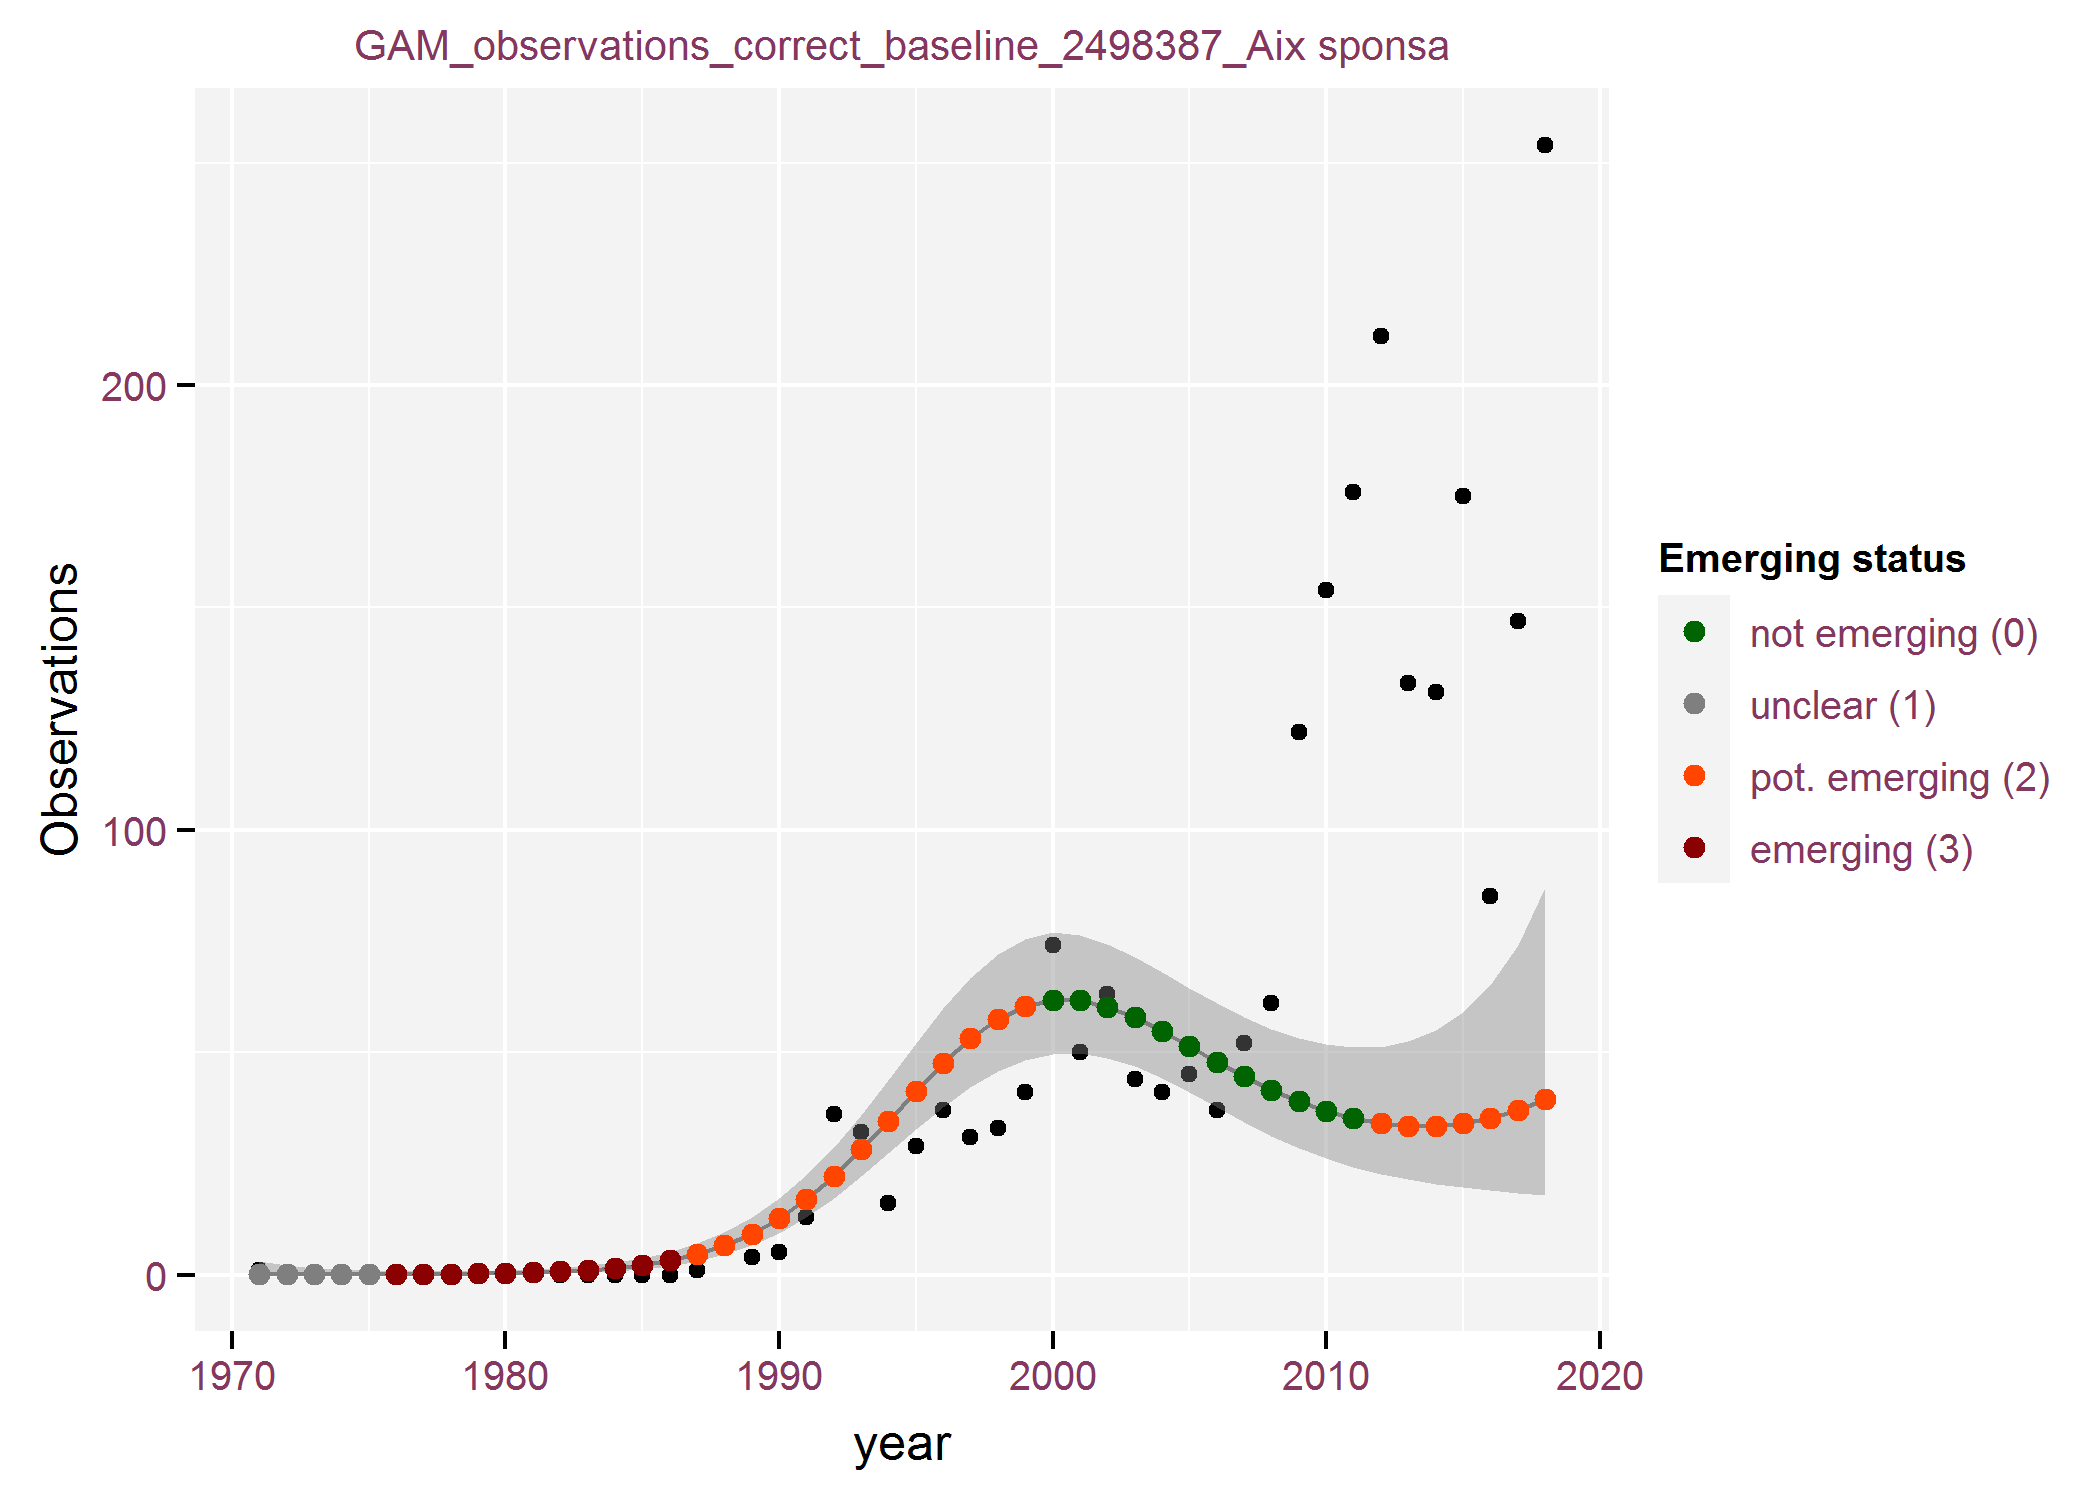 GAM_observations_correct_baseline_2498387_Aix sponsa
Observations
200
100
0
1970 1980 1990 2000 2010 2020
year
Emerging status
not emerging (0)
unclear (1)
pot. emerging (2)
emerging (3)